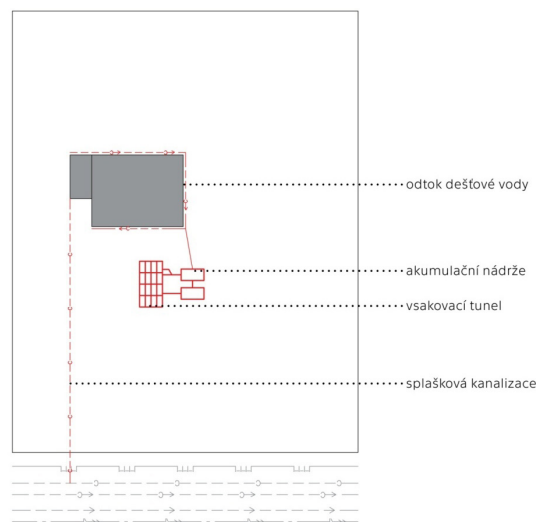 odtok dešťové vody
akumulační nádrže
vsakovací tunel
splašková kanalizace